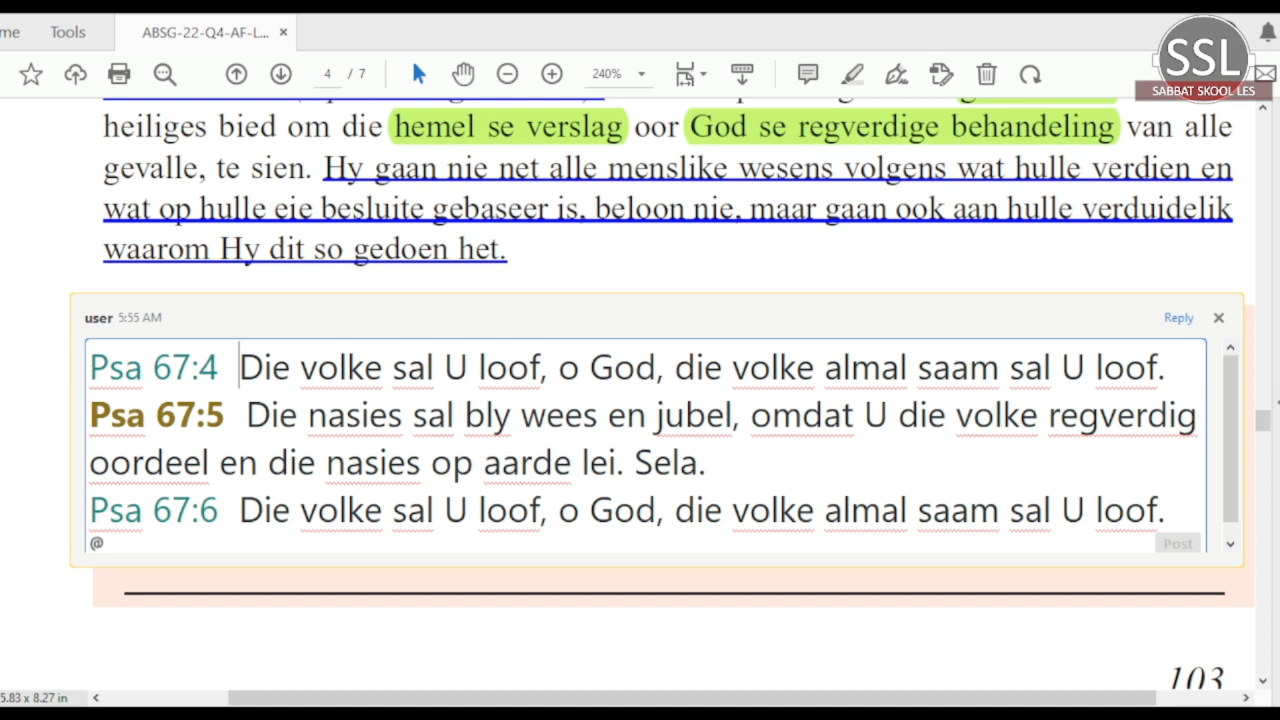 me Tools ABSG-22-Q4-AF-L... ×
SSL
SABBAT SKOOL LES
4 / 7 240%
heiliges bied om die hemel se verslag oor God se regverdige behandeling van alle
gevalle, te sien. Hy gaan nie net alle menslike wesens volgens wat hulle verdien en
wat op hulle eie besluite gebaseer is, beloon nie, maar gaan ook aan hulle verduidelik
waarom Hy dit so gedoen het.
user 5:55 AM Reply
Psa 67:4 Die volke sal U loof, o God, die volke almal saam sal U loof.
Psa 67:5 Die nasies sal bly wees en jubel, omdat U die volke regverdig
oordeel en die nasies op aarde lei. Sela.
Psa 67:6 Die volke sal U loof, o God, die volke almal saam sal U loof.
@ Post
103
5.83 x 8.27 in